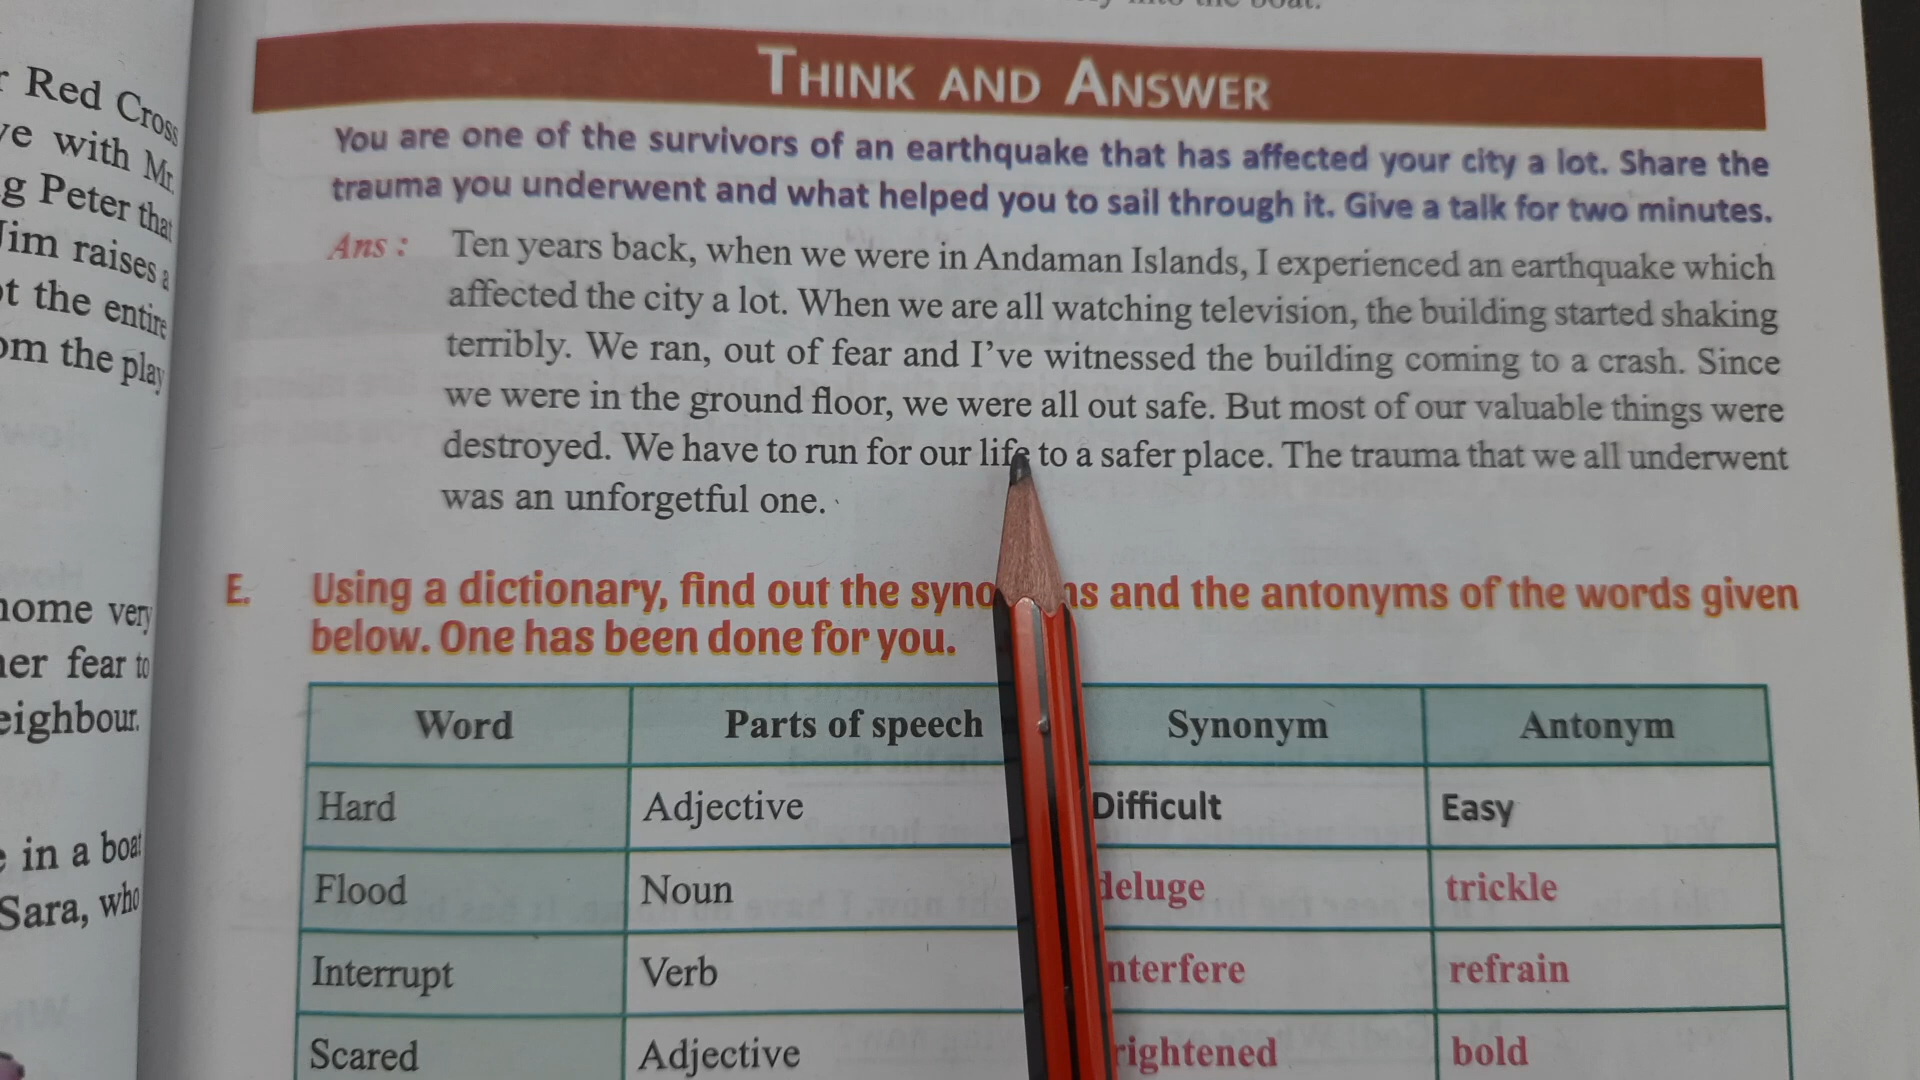 into the boat.
THINK AND ANSWER
You are one of the survivors of an earthquake that has affected your city a lot. Share the
trauma you underwent and what helped you to sail through it. Give a talk for two minutes.
Ans : Ten years back, when we were in Andaman Islands, I experienced an earthquake which
affected the city a lot. When we are all watching television, the building started shaking
terribly. We ran, out of fear and I've witnessed the building coming to a crash. Since
we were in the ground floor, we were all out safe. But most of our valuable things were
destroyed. We have to run for our life to a safer place. The trauma that we all underwent
was an unforgetful one.
E. Using a dictionary, find out the and the antonyms of the words given
below. One has been done for you.
Word Parts of speech Synonym Antonym
Hard Adjective Difficult Easy
Flood Noun deluge trickle
Interrupt Verb interfere refrain
Scared Adjective frightened bold
Red Cross
with Mr.
Peter that
Jim raises a
the entire
the play
home very
fear to
neighbour.
in a boat
Sara, who